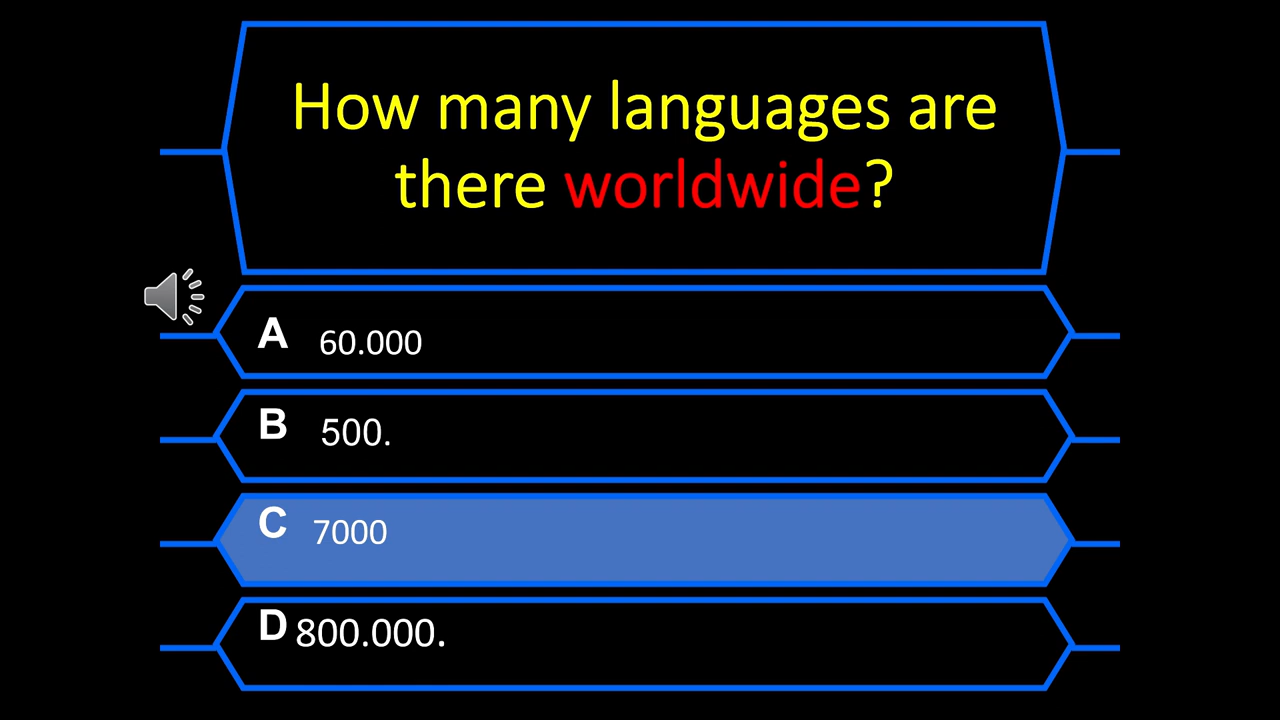 How many languages are
there worldwide?
A 60.000
B 500.
C 7000
D 800.000.